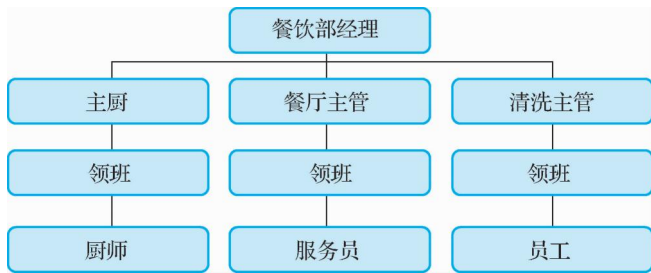 餐饮部经理
主厨 餐厅主管 清洗主管
领班 领班 领班
厨师 服务员 员工